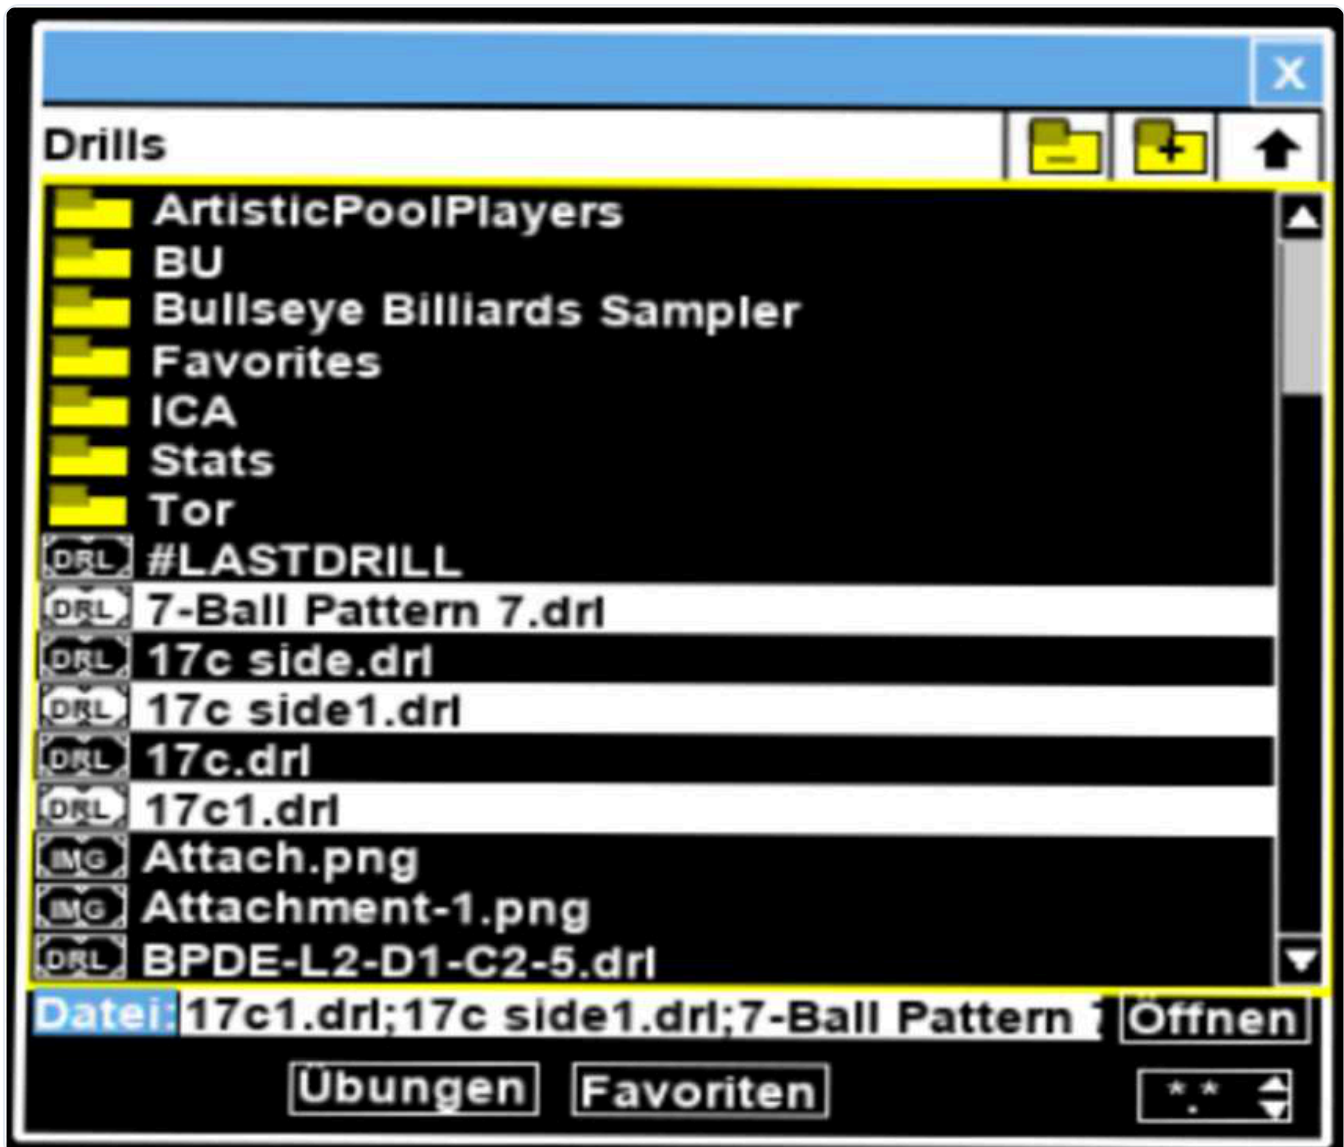 X
Drills
- +
ArtisticPoolPlayers
BU
Bullseye Billiards Sampler
Favorites
ICA
Stats
Tor
DRL #LASTDRILL
DRL 7-Ball Pattern 7.drl
DRL 17c side.drl
DRL 17c side1.drl
DRL 17c.drl
DRL 17c1.drl
IMG Attach.png
IMG Attachment-1.png
DRL BPDE-L2-D1-C2-5.drl
Datei: 17c1.drl;17c side1.drl;7-Ball Pattern Öffnen
Übungen Favoriten *.*